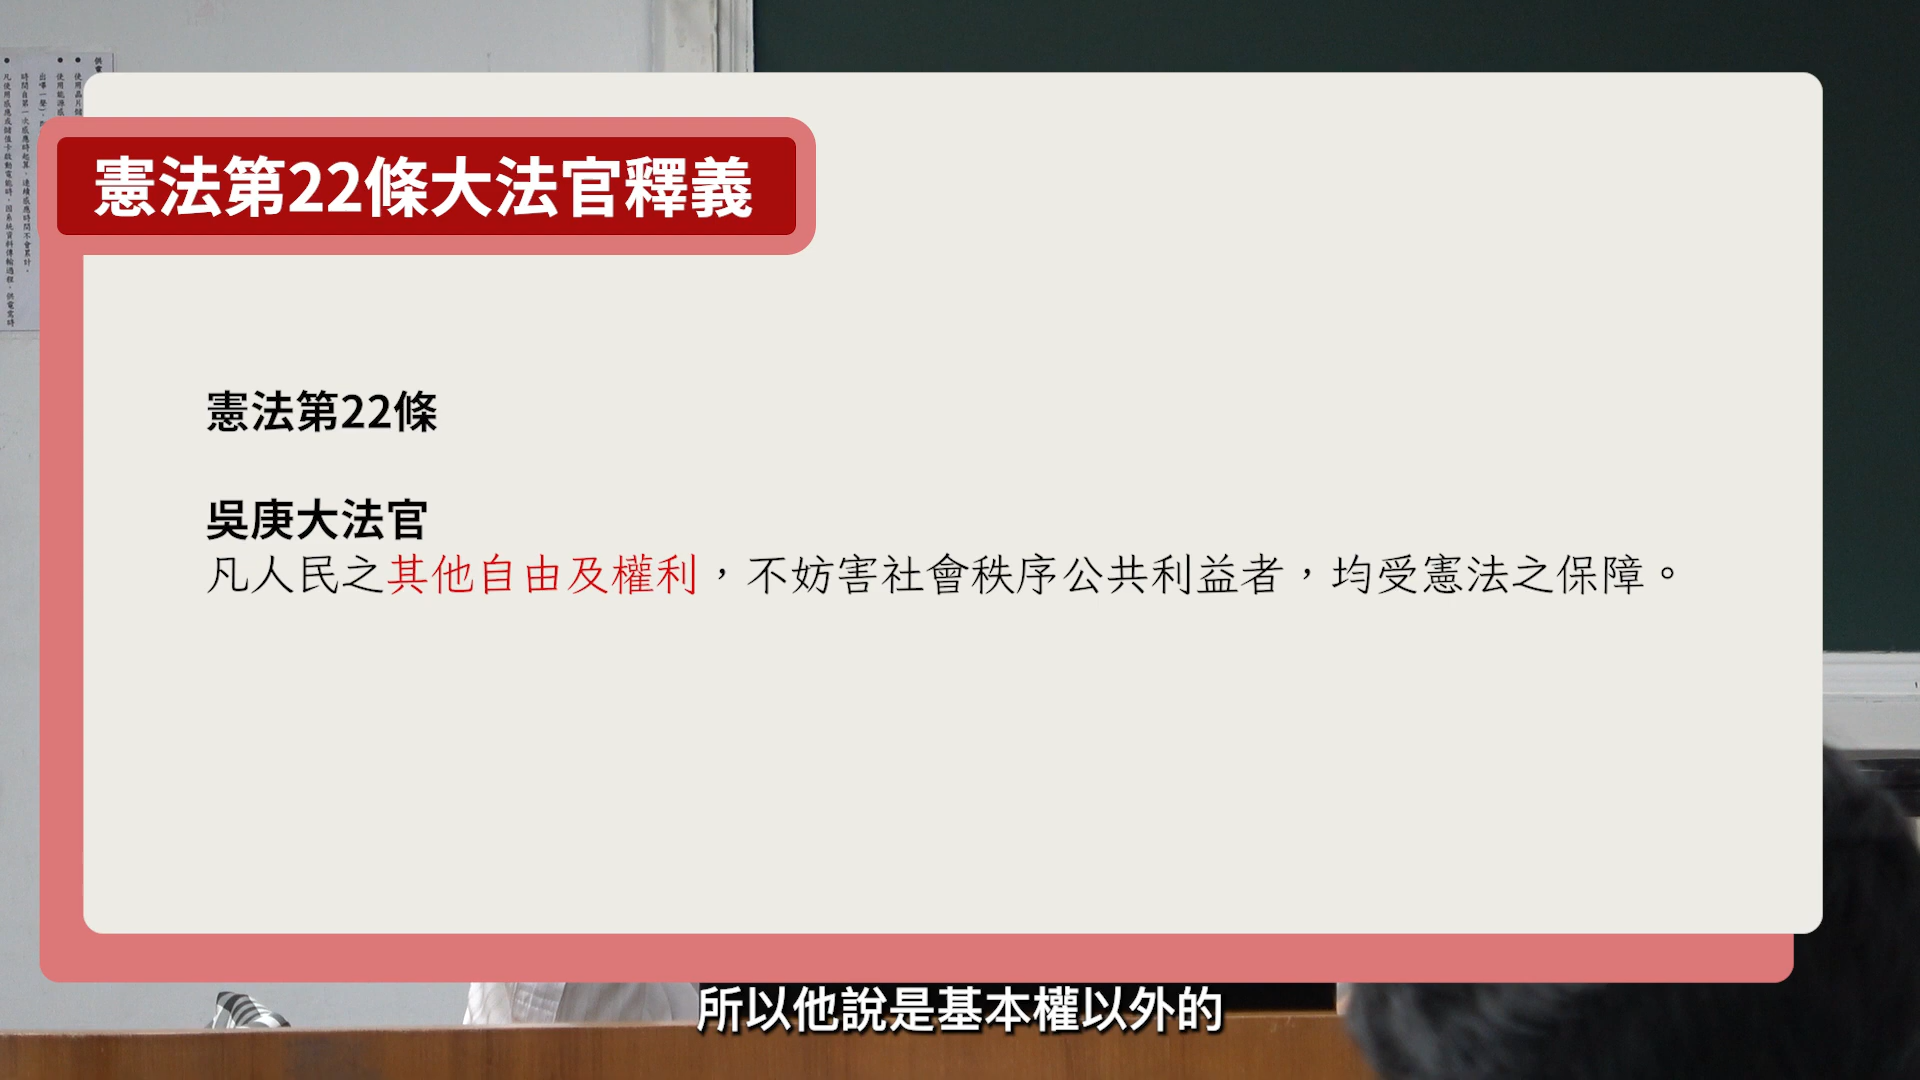 憲法第22條大法官釋義
憲法第22條
吳庚大法官
凡人民之其他自由及權利，不妨害社會秩序公共利益者，均受憲法之保障。
所以他說是基本權以外的